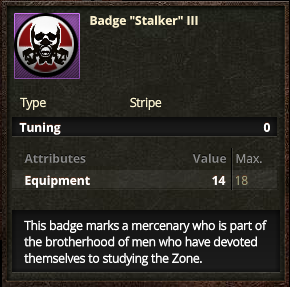 Badge "Stalker" III
Type Stripe
Tuning 0
Attributes Value Max.
Equipment 14 18
This badge marks a mercenary who is part of
the brotherhood of men who have devoted
themselves to studying the Zone.